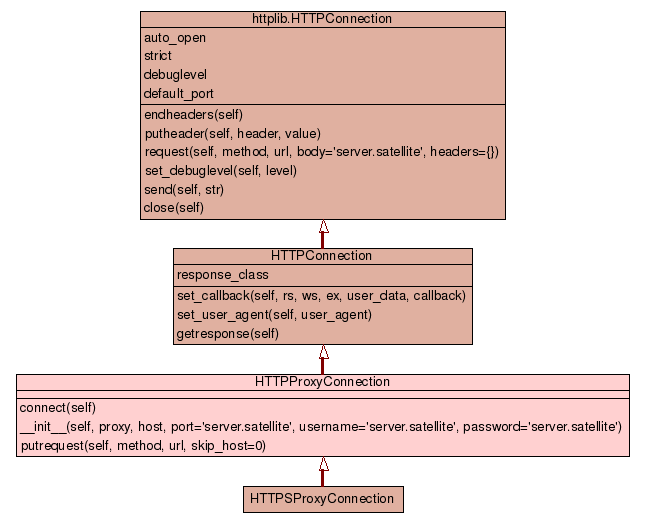 httplib.HTTPConnection
auto_open
strict
debuglevel
default_port
endheaders(self)
putheader(self, header, value)
request(self, method, url, body='server.satellite', headers={})
set_debuglevel(self, level)
send(self, str)
close(self)
HTTPConnection
response_class
set_callback(self, rs, ws, ex, user_data, callback)
set_user_agent(self, user_agent)
getresponse(self)
HTTPProxyConnection
connect(self)
__init__(self, proxy, host, port='server.satellite', username='server.satellite', password='server.satellite')
putrequest(self, method, url, skip_host=0)
HTTPSProxyConnection